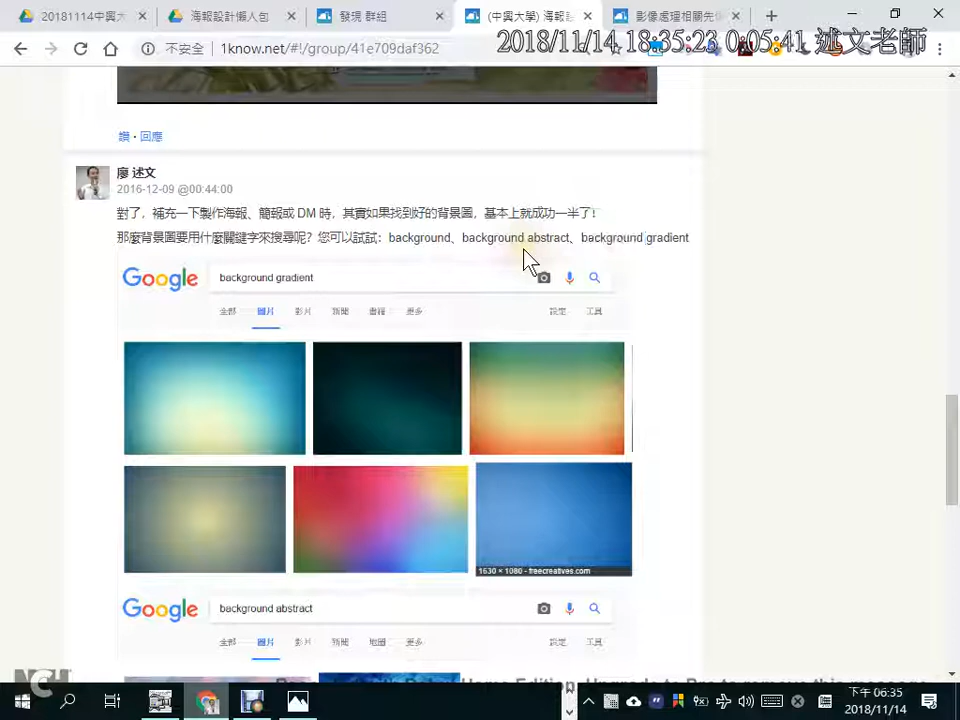 20181114中興大
海報設計懶人包
發現 群組
(中興大學) 海報設
影像處理相關先備
不安全
1know.net/#!/group/41e709daf362
2018/11/14 18:35:23 0:05:41 述文老師
讚 · 回應
廖 述文
2016-12-09 @00:44:00
對了，補充一下製作海報、簡報或 DM 時，其實如果找到好的背景圖，基本上就成功一半了！
那麼背景圖要用什麼關鍵字來搜尋呢？您可以試試：background、background abstract、background gradient
Google
background gradient
全部 圖片 影片 新聞 書籍 更多 設定 工具
1630 × 1080 - freecreatives.com
Google
background abstract
全部 圖片 影片 新聞 地圖 更多 設定 工具
NCH
Home Edition. Upgrade to Pro to remove this message
下午 06:35
2018/11/14